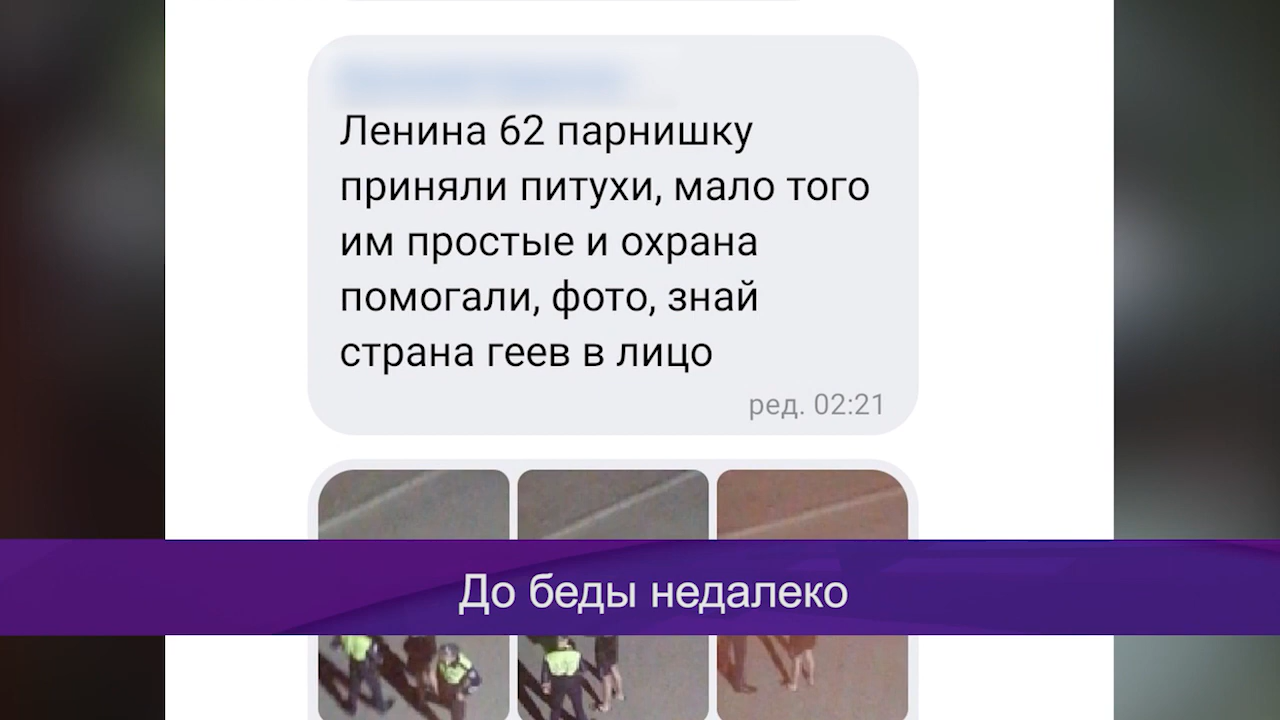 Ленина 62 парнишку
приняли питухи, мало того
им простые и охрана
помогали, фото, знай
страна геев в лицо
ред. 02:21
До беды недалеко